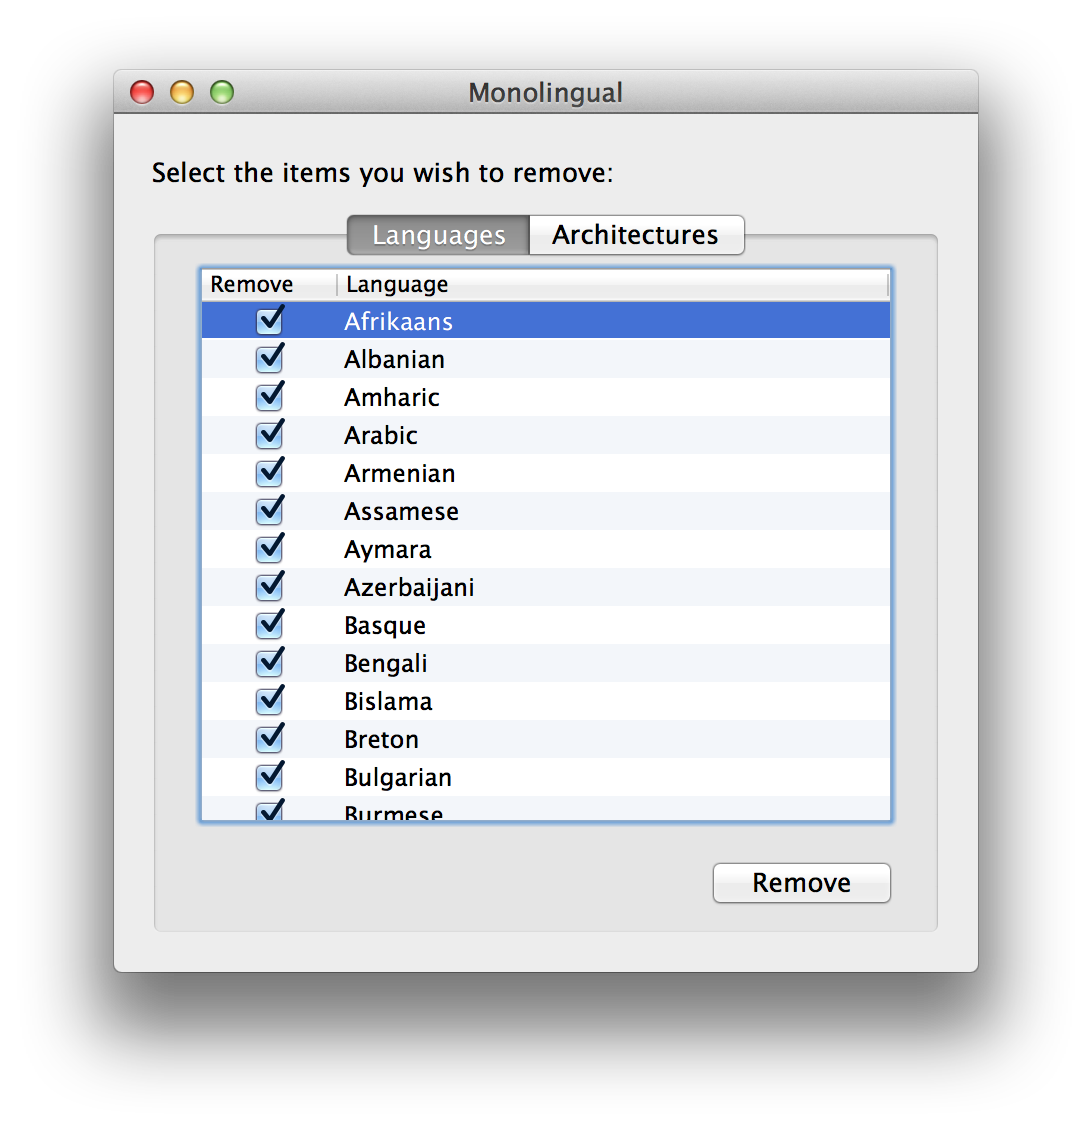 Monolingual
Select the items you wish to remove:
Languages Architectures
Remove Language
Afrikaans
Albanian
Amharic
Arabic
Armenian
Assamese
Aymara
Azerbaijani
Basque
Bengali
Bislama
Breton
Bulgarian
Burmese
Remove